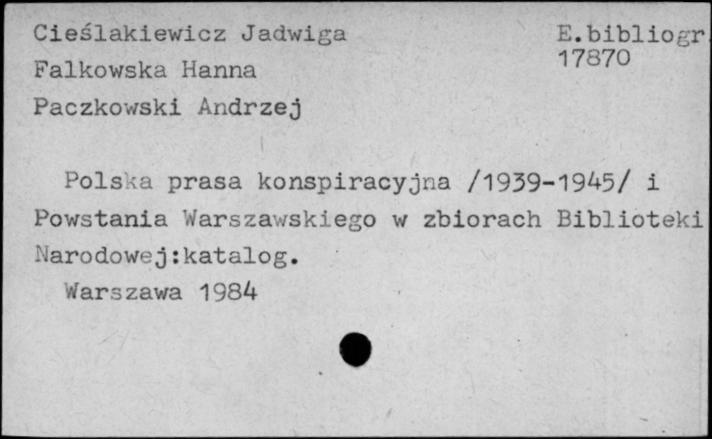 Cieślakiewicz Jadwiga
E.bibliogr.
17870
Falkowska Hanna
Paczkowski Andrzej
Polska prasa konspiracyjna /1939-1945/ i
Powstania Warszawskiego w zbiorach Biblioteki
Narodowej:katalog.
Warszawa 1984